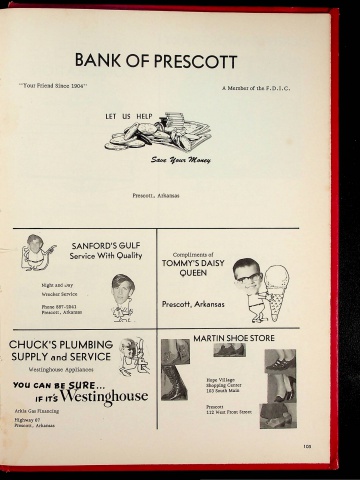 BANK OF PRESCOTT
"Your Friend Since 1904"
A Member of the F.D.I.C.
LET US HELP
Save Your Money
Prescott, Arkansas
SANFORD'S GULF
Service With Quality
Night and Day
Wrecker Service
Phone 887-5041
Prescott, Arkansas
Compliments of
TOMMY'S DAISY
QUEEN
Prescott, Arkansas
CHUCK'S PLUMBING
SUPPLY and SERVICE
Westinghouse Appliances
YOU CAN BE SURE...
IF IT'S Westinghouse
Arkla Gas Financing
Highway 67
Prescott, Arkansas
MARTIN SHOE STORE
Hope Village
Shopping Center
103 South Main
Prescott
112 West Front Street
103